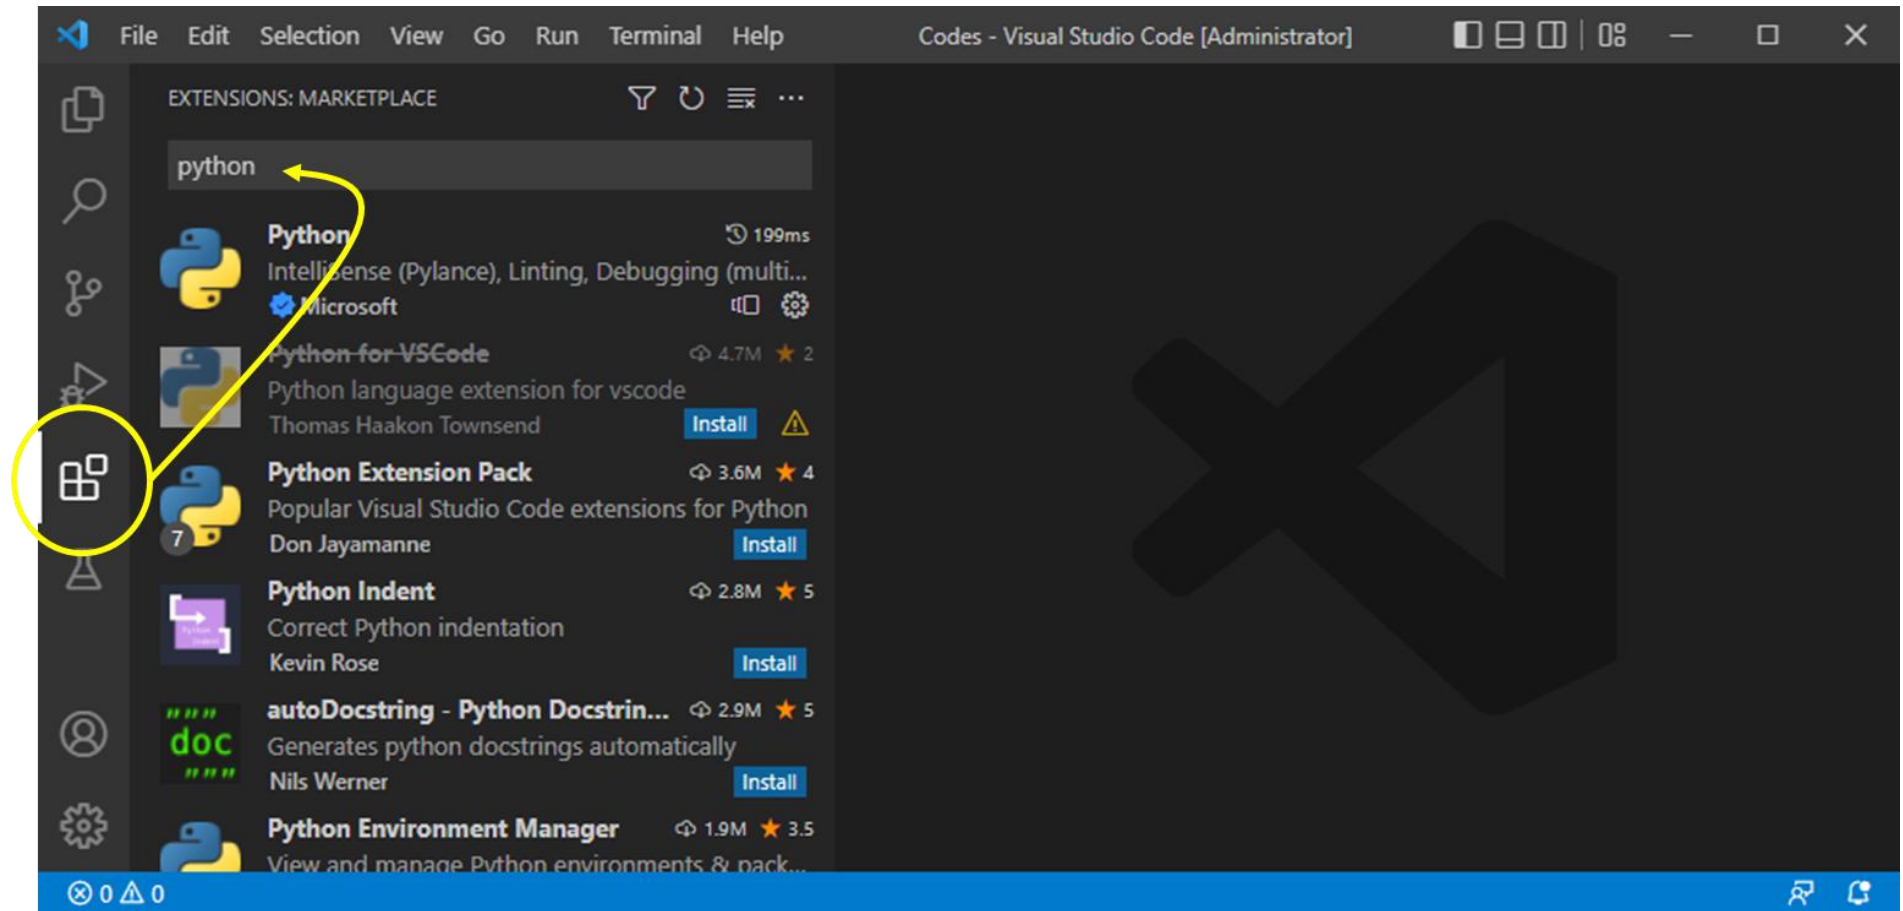 File Edit Selection View Go Run Terminal Help Codes - Visual Studio Code [Administrator]
EXTENSIONS: MARKETPLACE
python
Python 199ms
IntelliSense (Pylance), Linting, Debugging (multi...
Microsoft
Python for VSCode 4.7M 2
Python language extension for vscode
Thomas Haakon Townsend Install
Python Extension Pack 3.6M 4
Popular Visual Studio Code extensions for Python
7 Don Jayamanne Install
Python Indent 2.8M 5
Correct Python indentation
Kevin Rose Install
autoDocstring - Python Docstrin... 2.9M 5
""" doc """
Generates python docstrings automatically
Nils Werner Install
Python Environment Manager 1.9M 3.5
View and manage Python environments & pack...
0 0